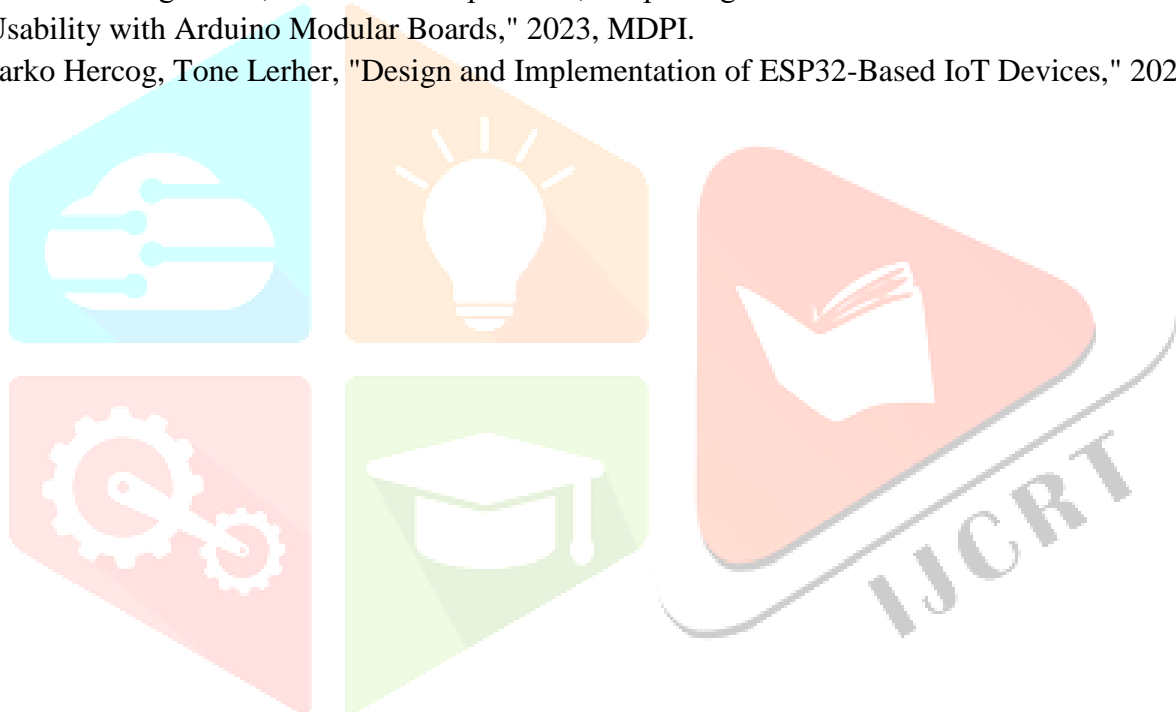 Usability with Arduino Modular Boards," 2023, MDPI.
arko Hercog, Tone Lerher, "Design and Implementation of ESP32-Based IoT Devices," 202
IJCRT